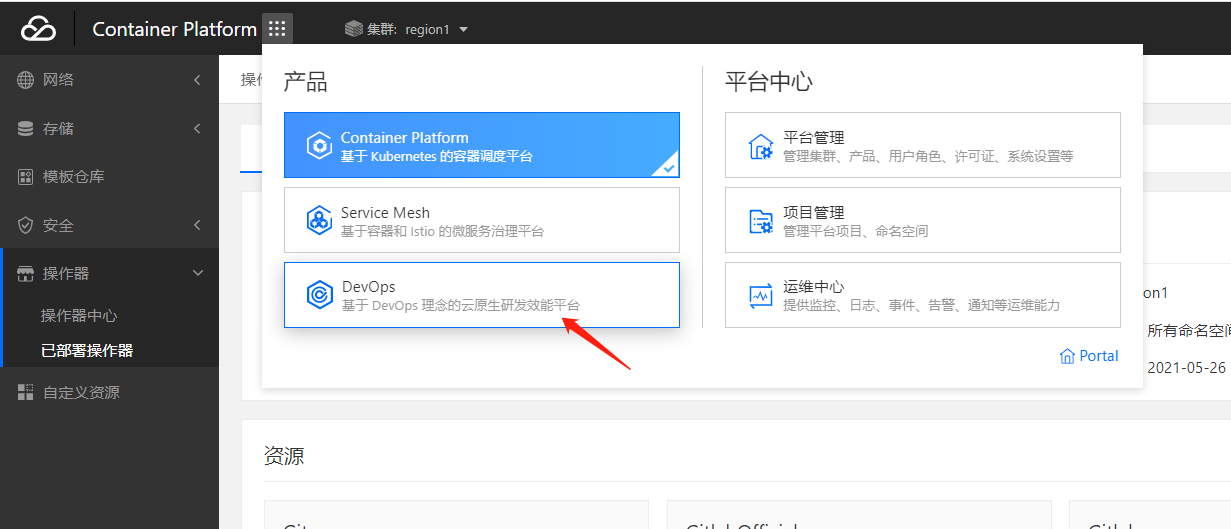 Container Platform
集群: region1
网络
存储
模板仓库
安全
操作器
操作器中心
已部署操作器
自定义资源
产品
Container Platform
基于 Kubernetes 的容器调度平台
Service Mesh
基于容器和 Istio 的微服务治理平台
DevOps
基于 DevOps 理念的云原生研发效能平台
平台中心
平台管理
管理集群、产品、用户角色、许可证、系统设置等
项目管理
管理平台项目、命名空间
运维中心
提供监控、日志、事件、告警、通知等运维能力
Portal
on1
所有命名空间
2021-05-26
资源